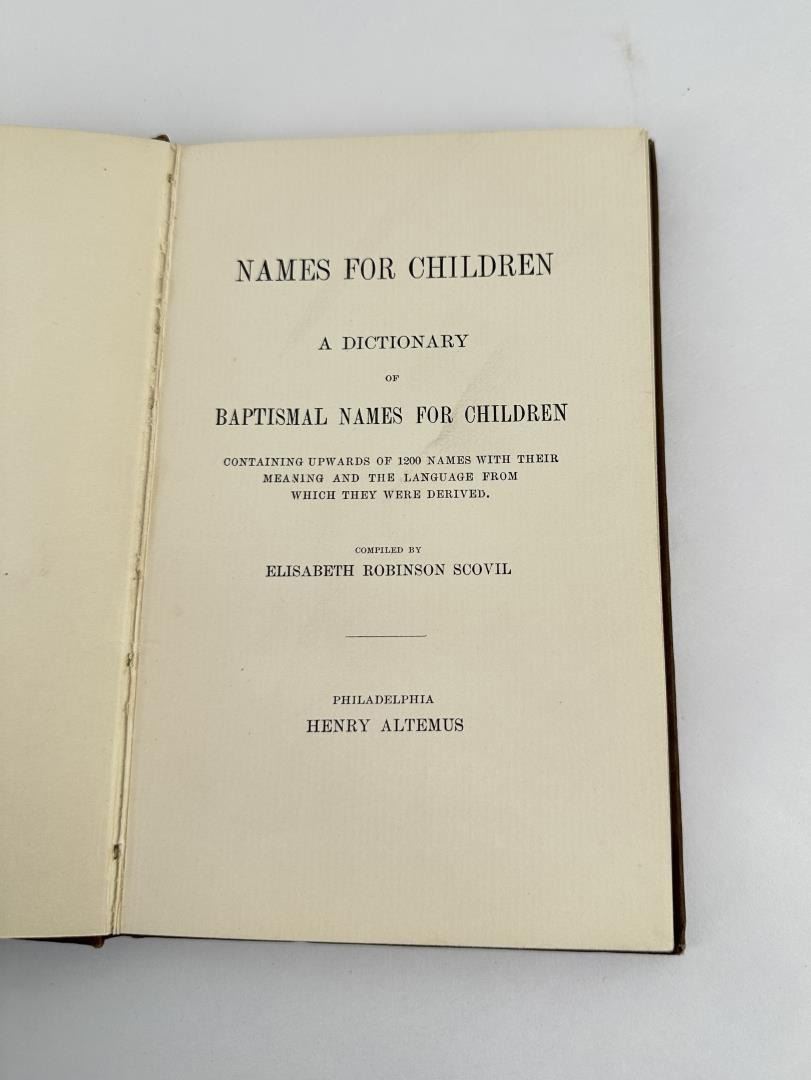 NAMES FOR CHILDREN
A DICTIONARY
OF
BAPTISMAL NAMES FOR CHILDREN
CONTAINING UPWARDS OF 1200 NAMES WITH THEIR
MEANING AND THE LANGUAGE FROM
WHICH THEY WERE DERIVED.
COMPILED BY
ELISABETH ROBINSON SCOVIL
PHILADELPHIA
HENRY ALTEMUS